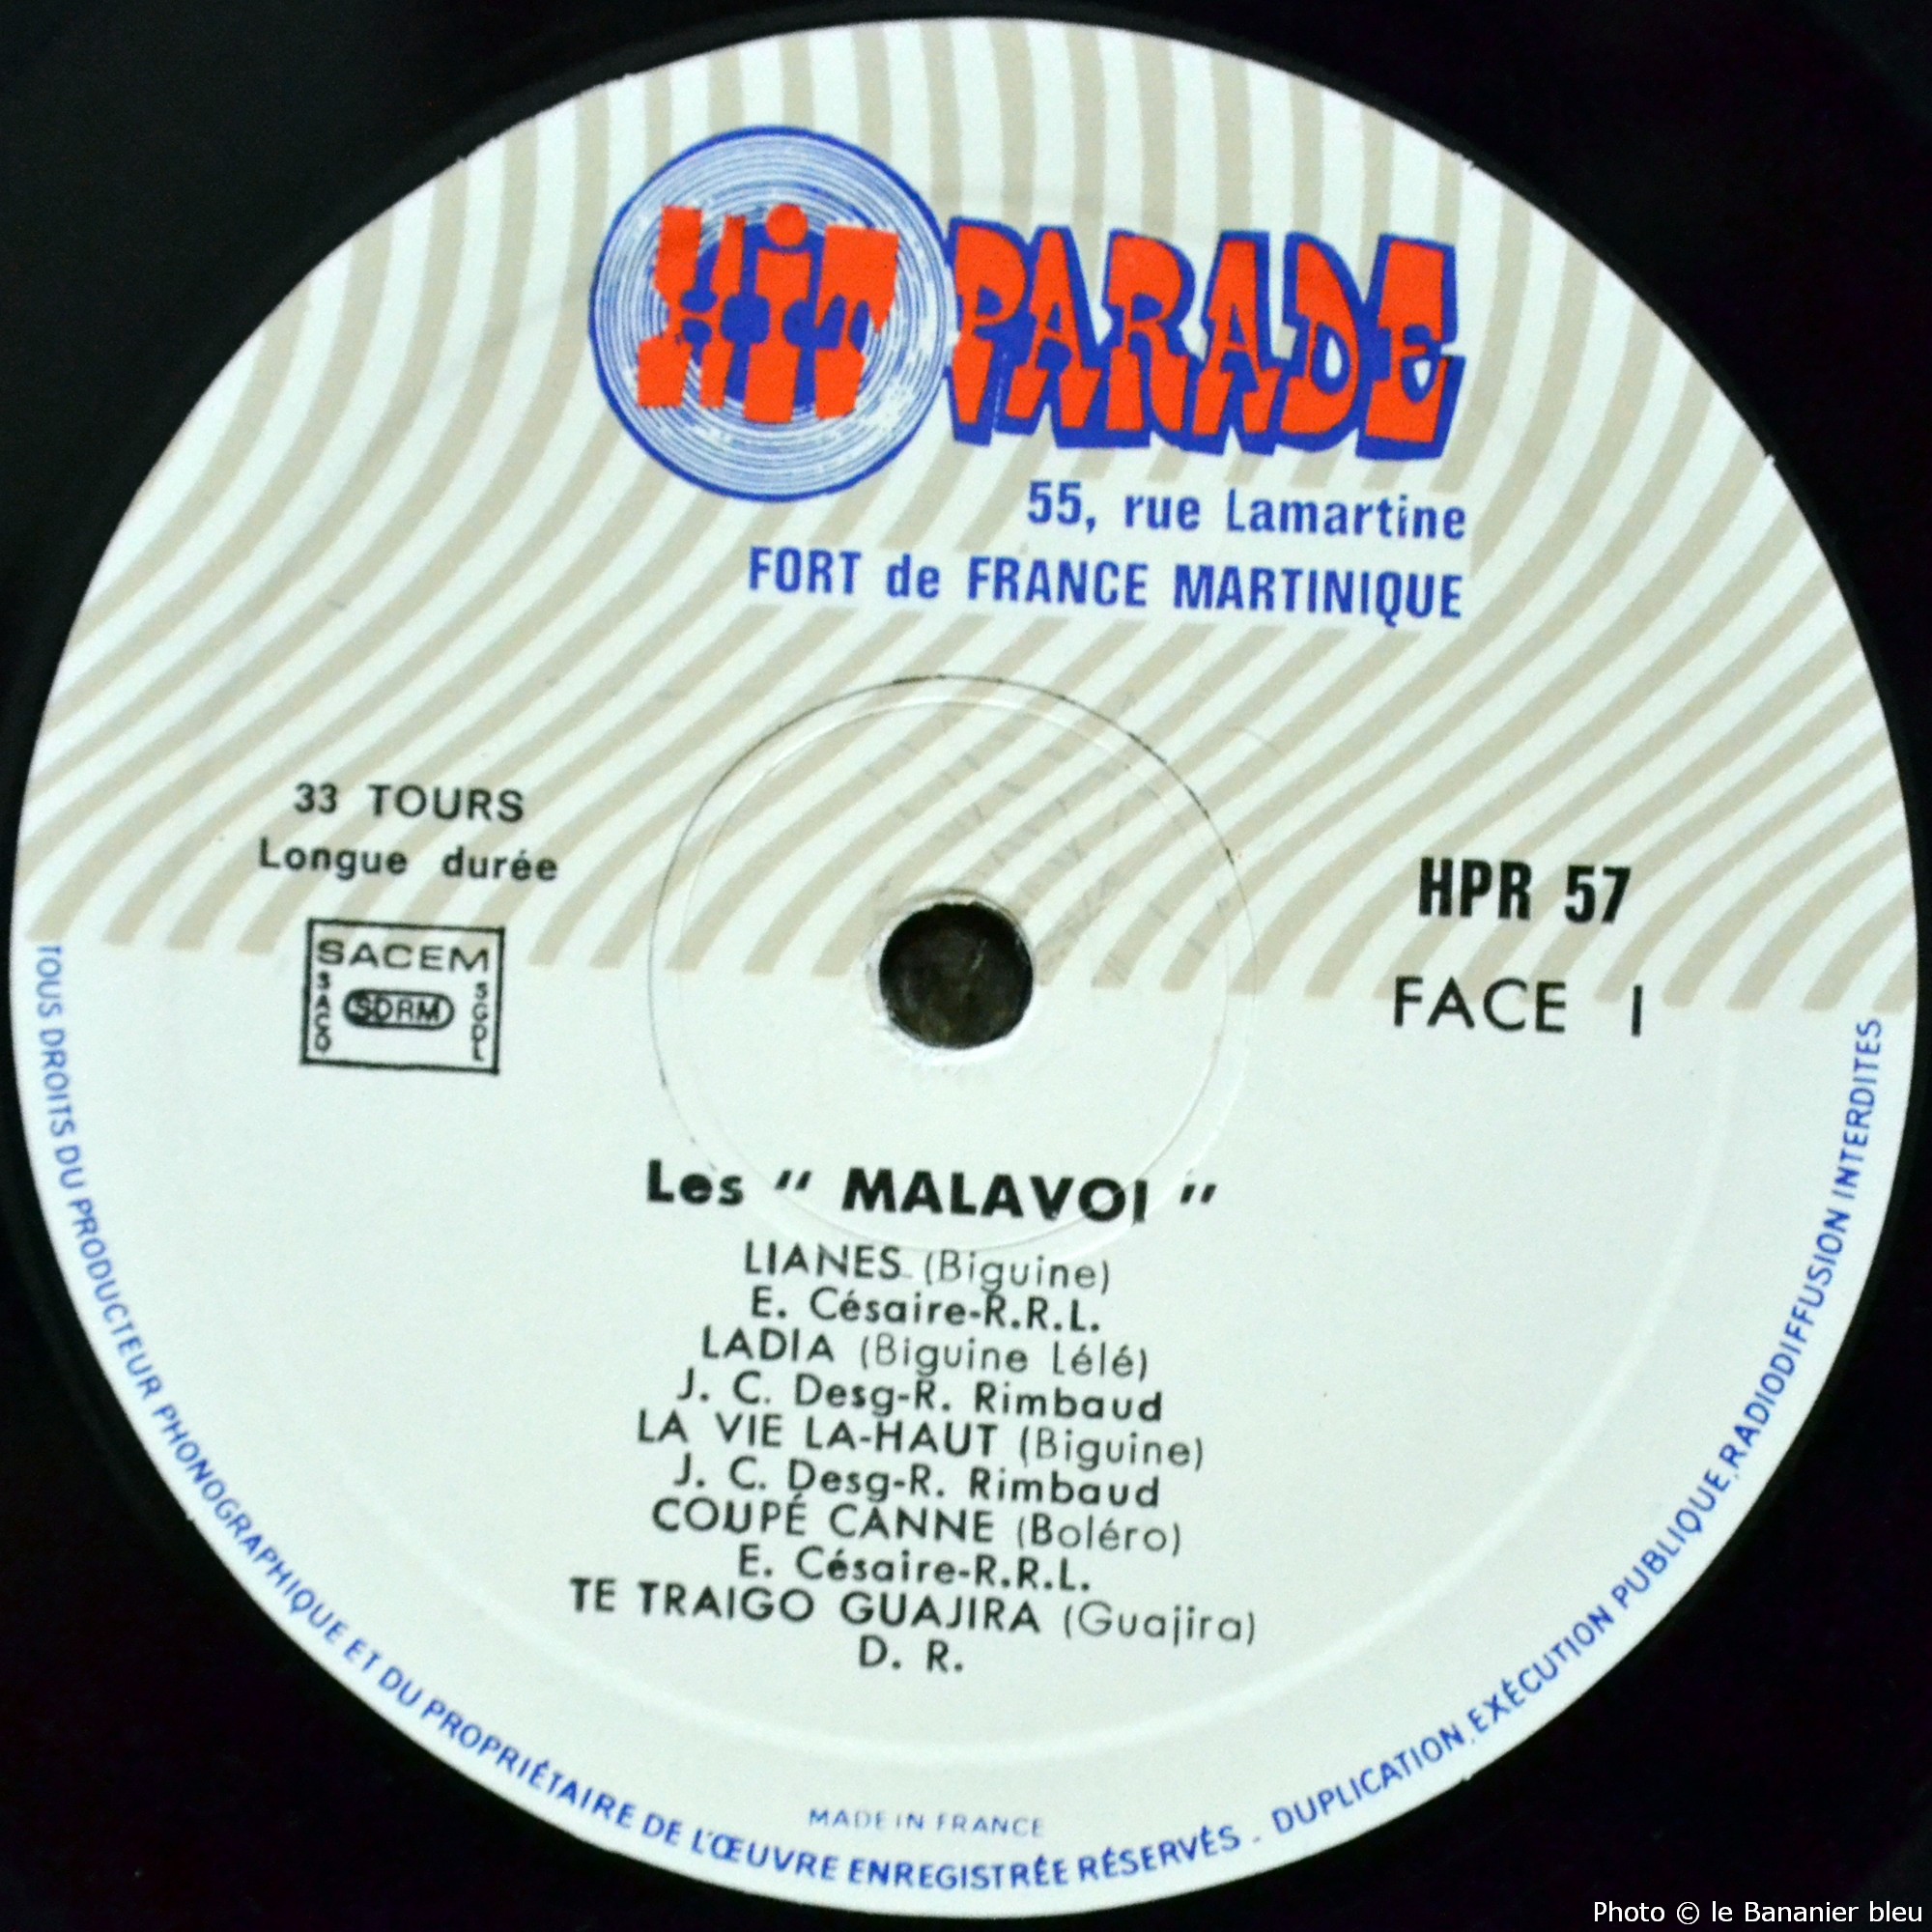 HiT PARADE
55, rue Lamartine
FORT de FRANCE MARTINIQUE
33 TOURS
Longue durée
SACEM
SACD
SDRM
SGDL
HPR 57
FACE I
Les " MALAVOI "
LIANES (Biguine)
E. Césaire-R.R.L.
LADIA (Biguine Lélé)
J. C. Desg-R. Rimbaud
LA VIE LA-HAUT (Biguine)
J. C. Desg-R. Rimbaud
COUPÉ CANNE (Boléro)
E. Césaire-R.R.L.
TE TRAIGO GUAJIRA (Guajira)
D. R.
MADE IN FRANCE
TOUS DROITS DU PRODUCTEUR PHONOGRAPHIQUE ET DU PROPRIÉTAIRE DE L'ŒUVRE ENREGISTRÉE RÉSERVÉS - DUPLICATION, EXÉCUTION PUBLIQUE, RADIODIFFUSION INTERDITES
Photo © le Bananier bleu